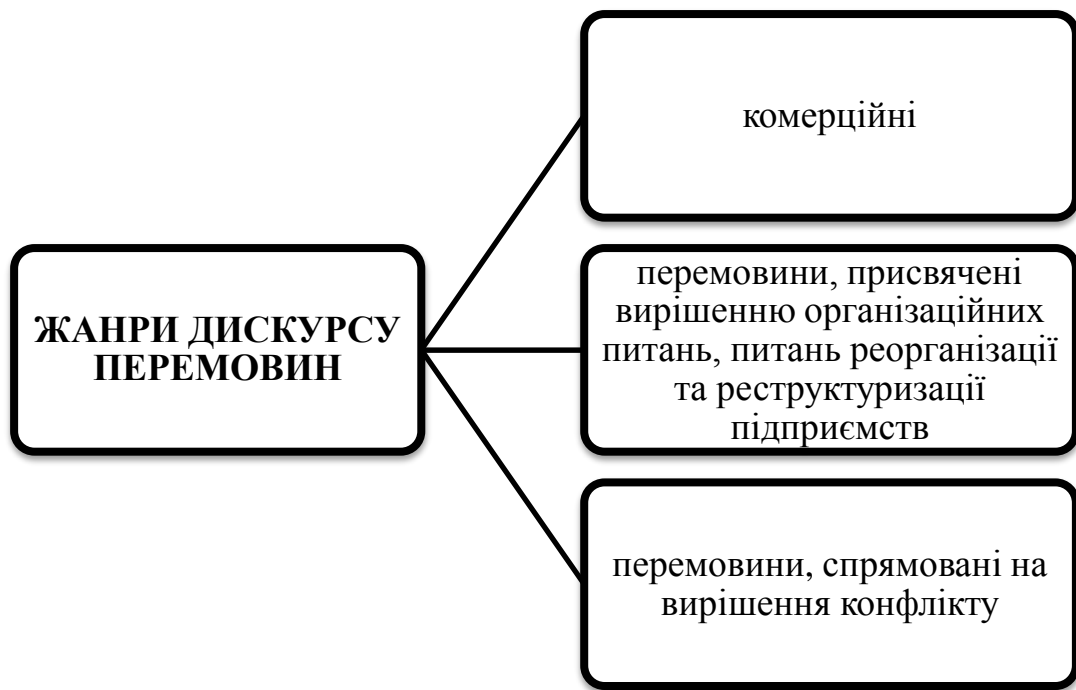 комерційні
ЖАНРИ ДИСКУРСУ
ПЕРЕМОВИН
перемовини, присвячені
вирішенню організаційних
питань, питань реорганізації
та реструктуризації
підприємств
перемовини, спрямовані на
вирішення конфлікту